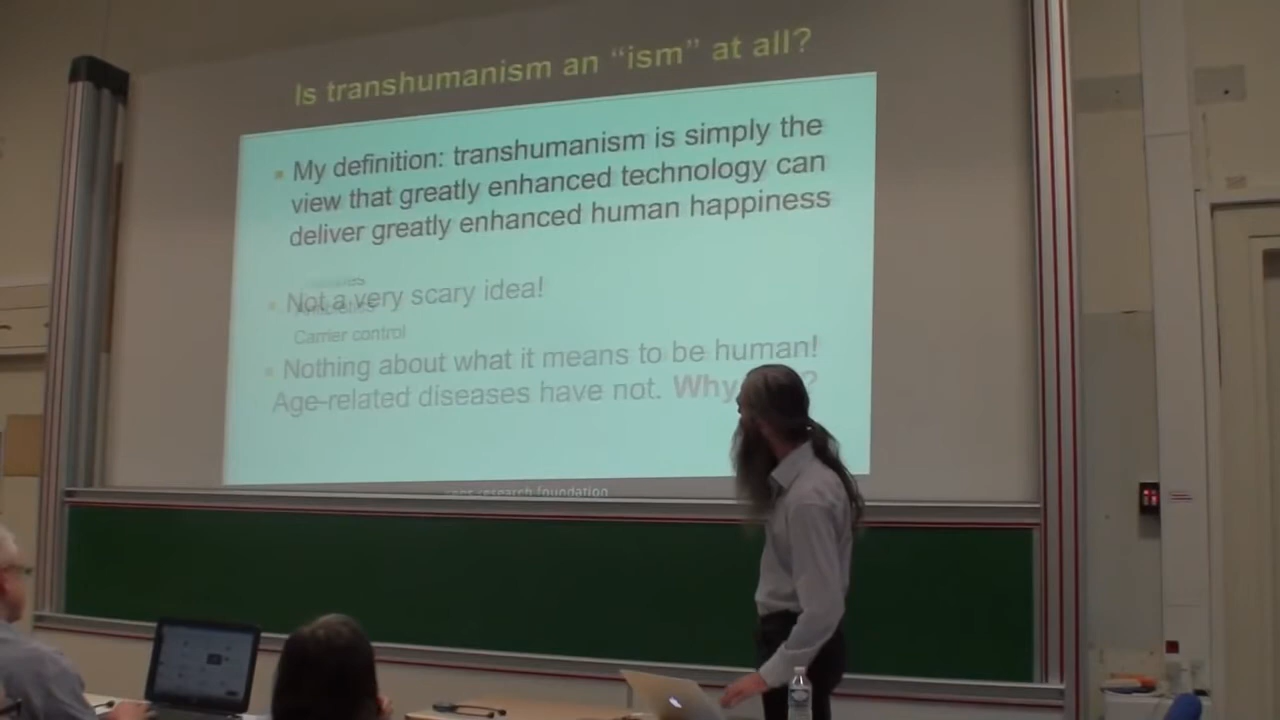 Is transhumanism an “ism” at all?
My definition: transhumanism is simply the
view that greatly enhanced technology can
deliver greatly enhanced human happiness
Not a very scary idea!
Carrier control
Nothing about what it means to be human!
Age-related diseases have not. Why
research foundation